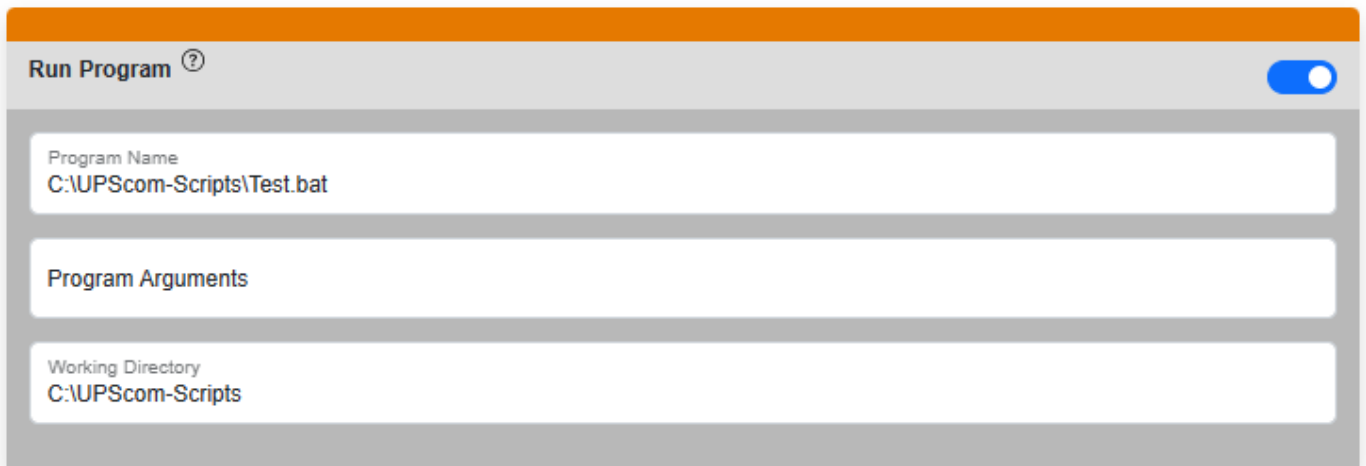 Run Program ?
Program Name
C:\UPScom-Scripts\Test.bat
Program Arguments
Working Directory
C:\UPScom-Scripts